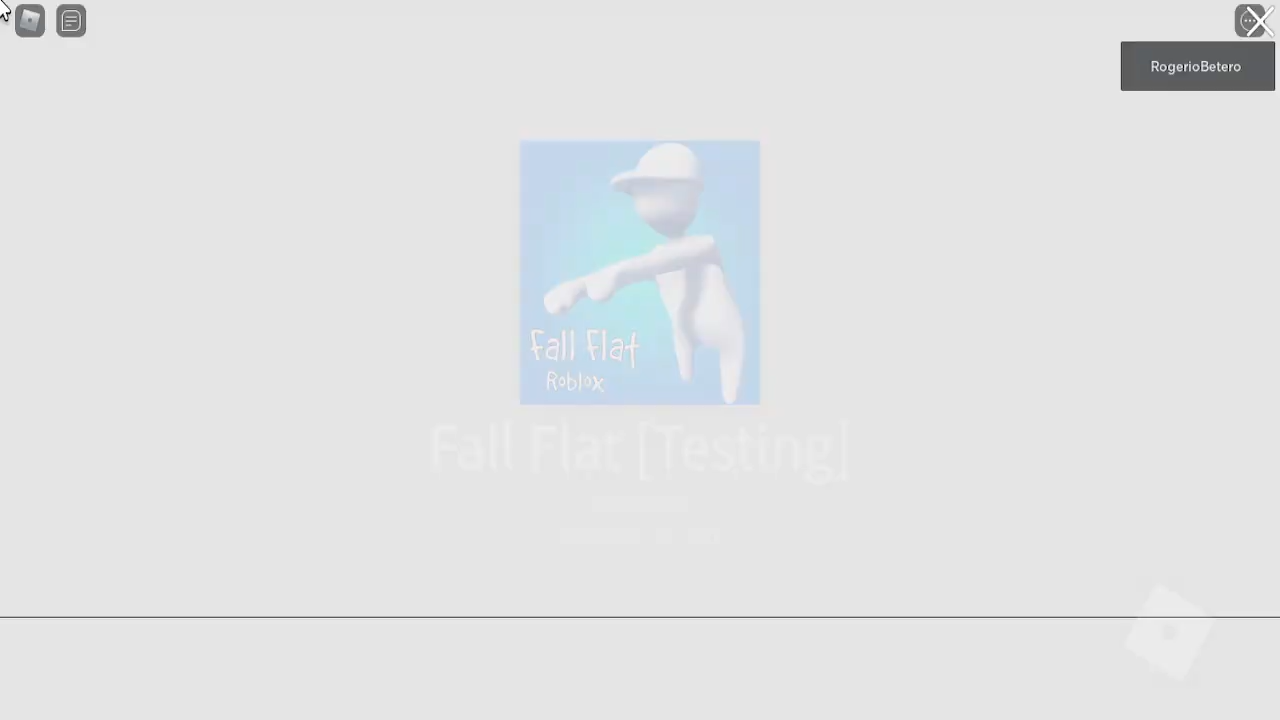 RogerioBetero
Fall Flat
Roblox
Fall Flat [Testing]